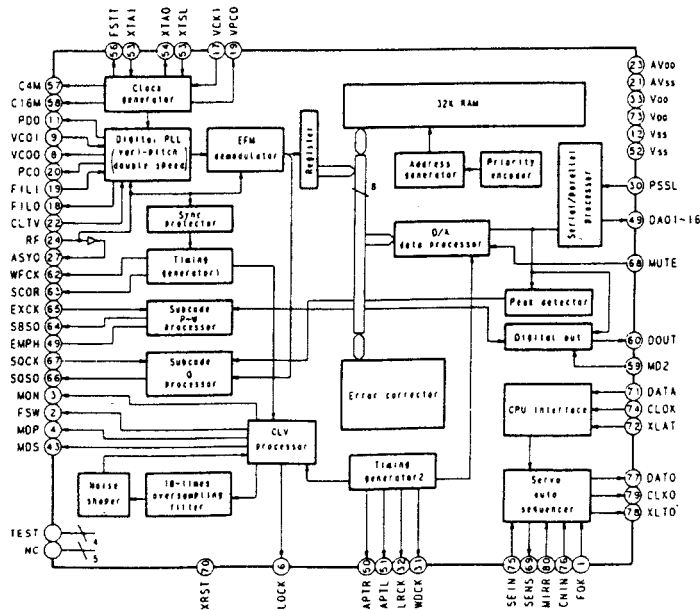 FSTT
XTAI
XTAO
XTSL
VCKI
VPCO
56
53
54
53
17
19
C4M 57
C16M 58
PDO 11
VCOI 9
VCOO 8
PCO 20
FILI 19
FILO 18
CLTV 22
RF 24
ASYO 27
WFCK 62
SCOR 63
EXCK 65
SBSO 64
EMPH 49
SQCK 67
SQSO 66
MON 3
FSW 2
MDP 4
MDS 43
TEST
4
NC
5
Clock
generator
Digital PLL
(vari-pitch
double speed)
EFM
demodulator
Register
Sync
protector
Timing
generator1
Subcode
P~W
processor
Subcode
Q
processor
CLV
processor
Noise
shaper
18-times
oversampling
filter
32K RAM
Address
generator
Priority
encoder
8
D/A
data processor
Serial/Parallel
processor
Peak detector
Digital out
Error corrector
CPU interface
Timing
generator2
Servo
auto
sequencer
23 AVDD
21 AVSS
33 VDD
73 VDD
12 VSS
52 VSS
30 PSSL
49 DAO1~16
68 MUTE
60 DOUT
59 MD2
71 DATA
74 CLOX
72 XLAT
77 DATO
79 CLXO
78 XLTO
70
6
50
51
32
31
75
69
80
76
1
XRST
LOCK
APTR
APTL
LRCK
WDCK
SEIN
SENS
MIRR
CNIN
FOK